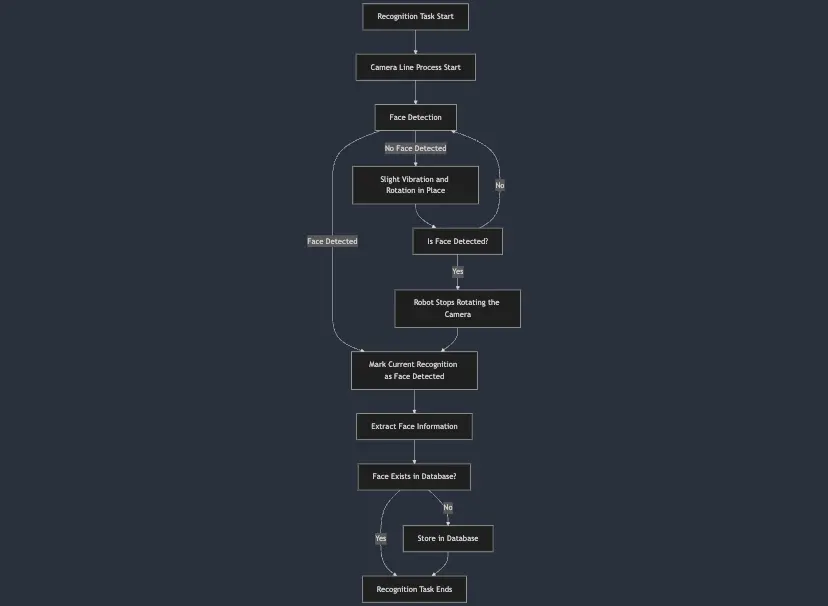 Recognition Task Start
Camera Line Process Start
Face Detection
No Face Detected
Slight Vibration and
Rotation in Place
No
Face Detected
Is Face Detected?
Yes
Robot Stops Rotating the
Camera
Mark Current Recognition
as Face Detected
Extract Face Information
Face Exists in Database?
No
Yes
Store in Database
Recognition Task Ends